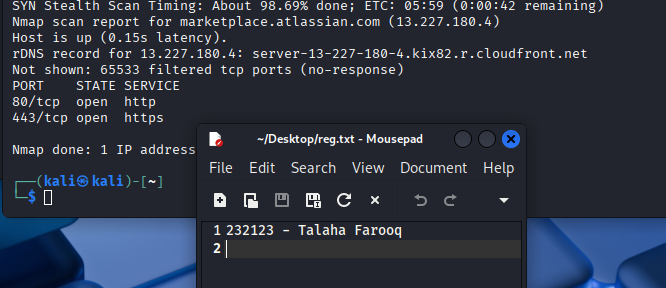 SYN Stealth Scan Timing: About 98.69% done; ETC: 05:59 (0:00:42 remaining)
Nmap scan report for marketplace.atlassian.com (13.227.180.4)
Host is up (0.15s latency).
rDNS record for 13.227.180.4: server-13-227-180-4.kix82.r.cloudfront.net
Not shown: 65533 filtered tcp ports (no-response)
PORT    STATE SERVICE
80/tcp  open  http
443/tcp open  https
Nmap done: 1 IP address
┌──(kali㉿kali)-[~]
└─$
~/Desktop/reg.txt - Mousepad
File Edit Search View Document Help
1 232123 - Talaha Farooq
2